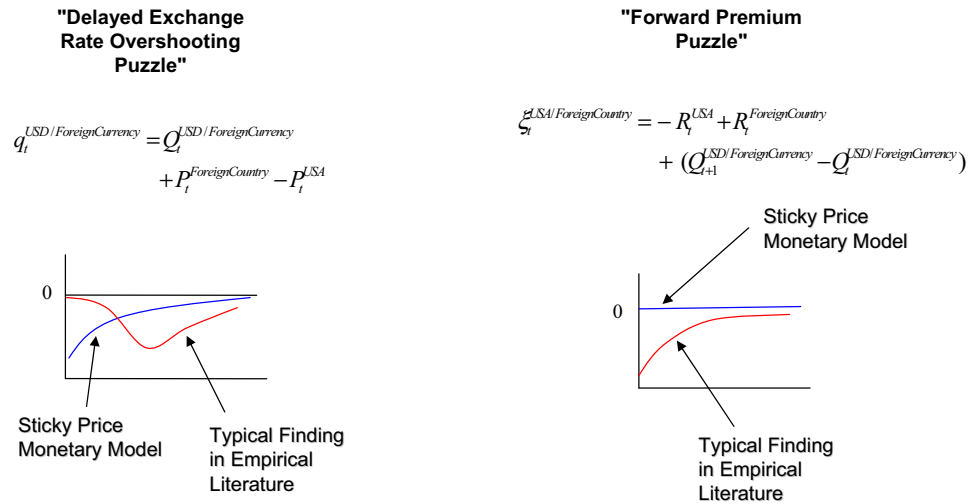 "Delayed Exchange
Rate Overshooting
Puzzle"
q_t^{USD/ForeignCurrency} = Q_t^{USD/ForeignCurrency}
+ P_t^{ForeignCountry} − P_t^{USA}
0
Sticky Price
Monetary Model
Typical Finding
in Empirical
Literature
"Forward Premium
Puzzle"
ξ_t^{USA/ForeignCountry} = − R_t^{USA} + R_t^{ForeignCountry}
+ (Q_{t+1}^{USD/ForeignCurrency} − Q_t^{USD/ForeignCurrency})
Sticky Price
Monetary Model
0
Typical Finding
in Empirical
Literature